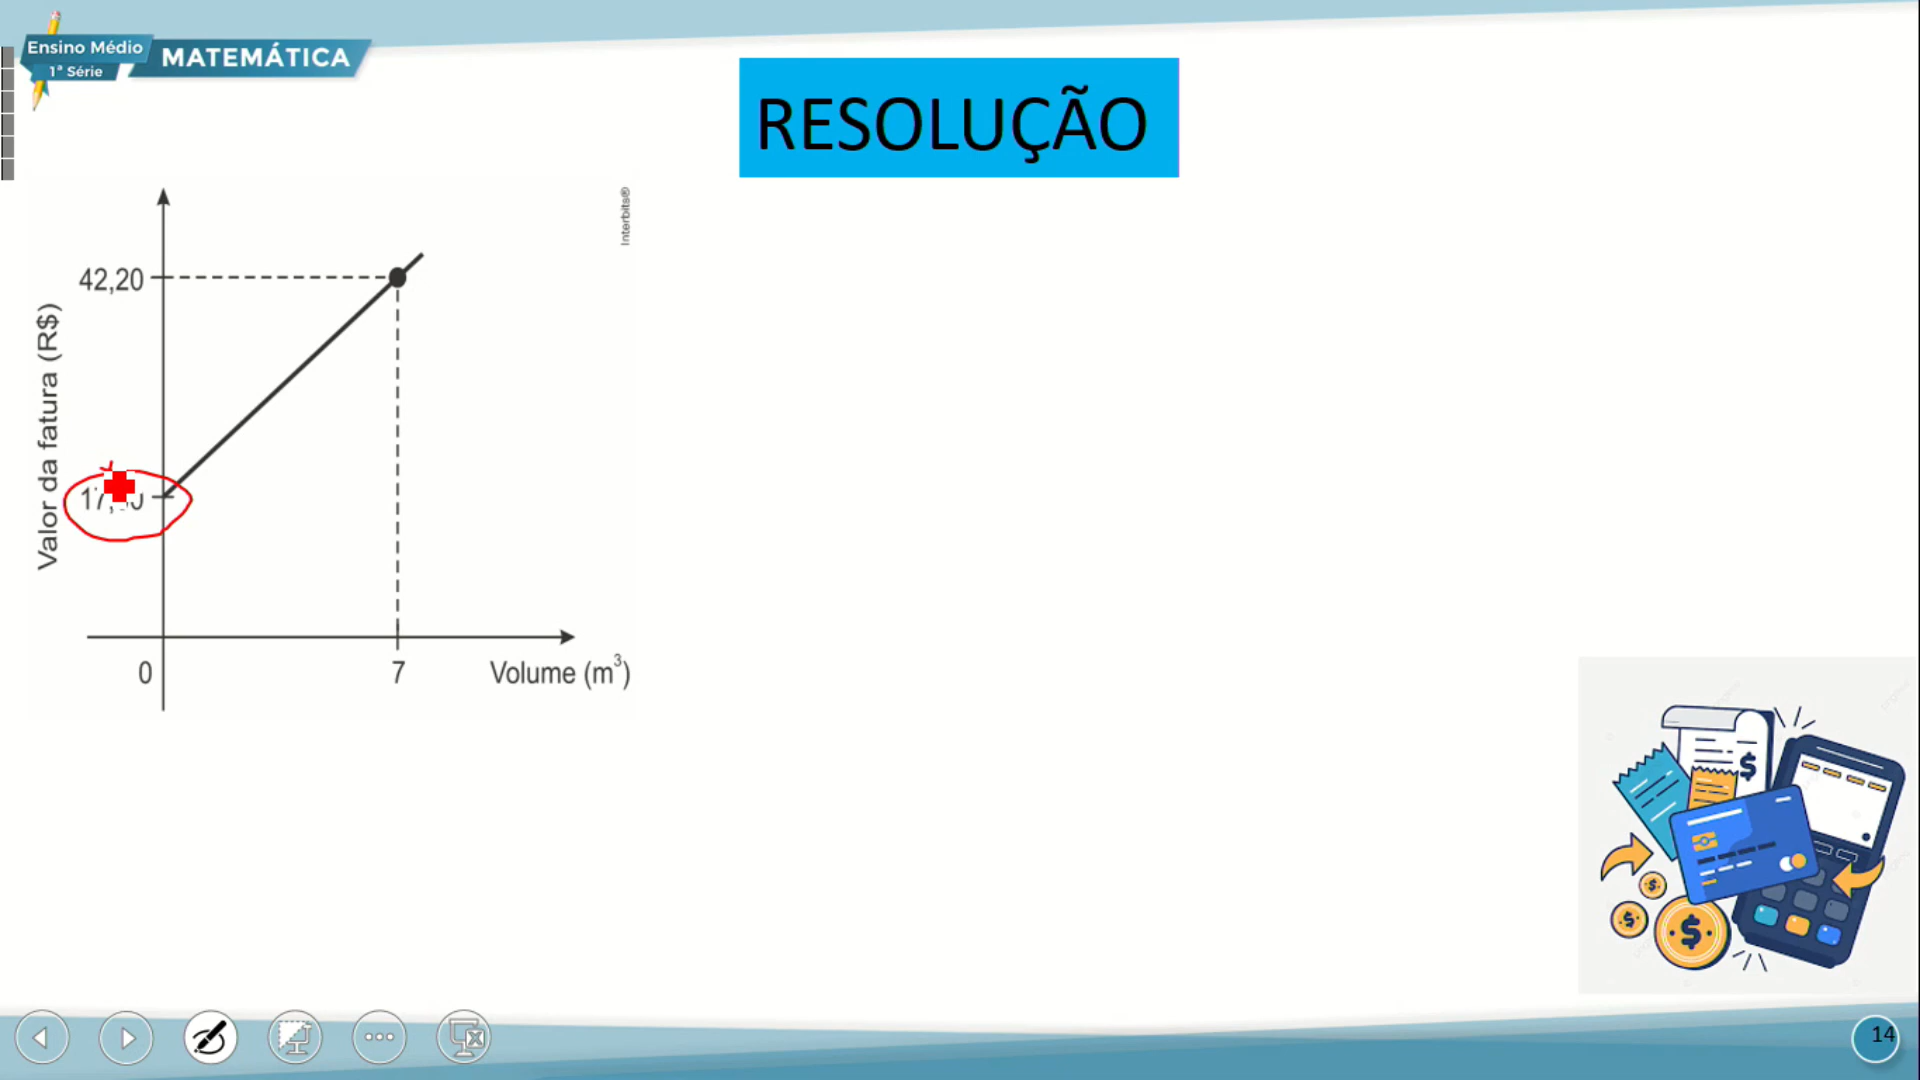 Ensino Médio
1ª Série
MATEMÁTICA
RESOLUÇÃO
Interbits®
42,20
Valor da fatura (R$)
0
7
Volume (m³)
14